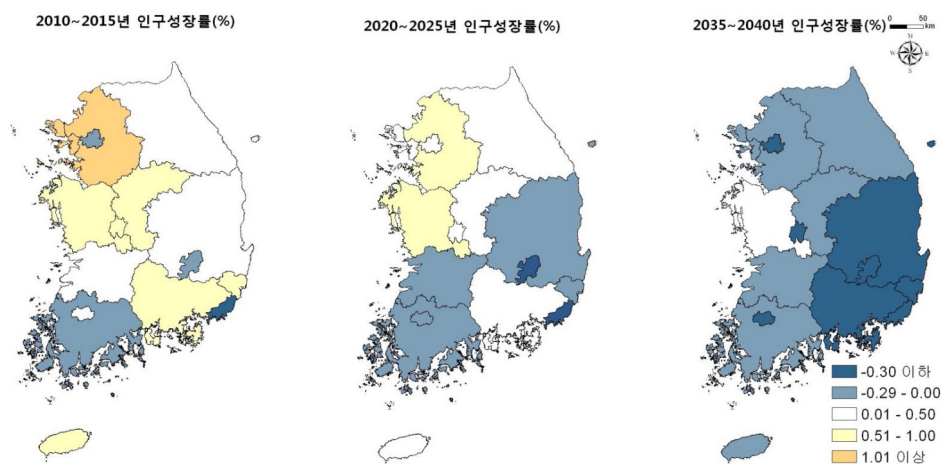 2010~2015년 인구성장률(%)
2020~2025년 인구성장률(%)
2035~2040년 인구성장률(%)
0 50
km
N
W E
S
-0.30 이하
-0.29 - 0.00
0.01 - 0.50
0.51 - 1.00
1.01 이상